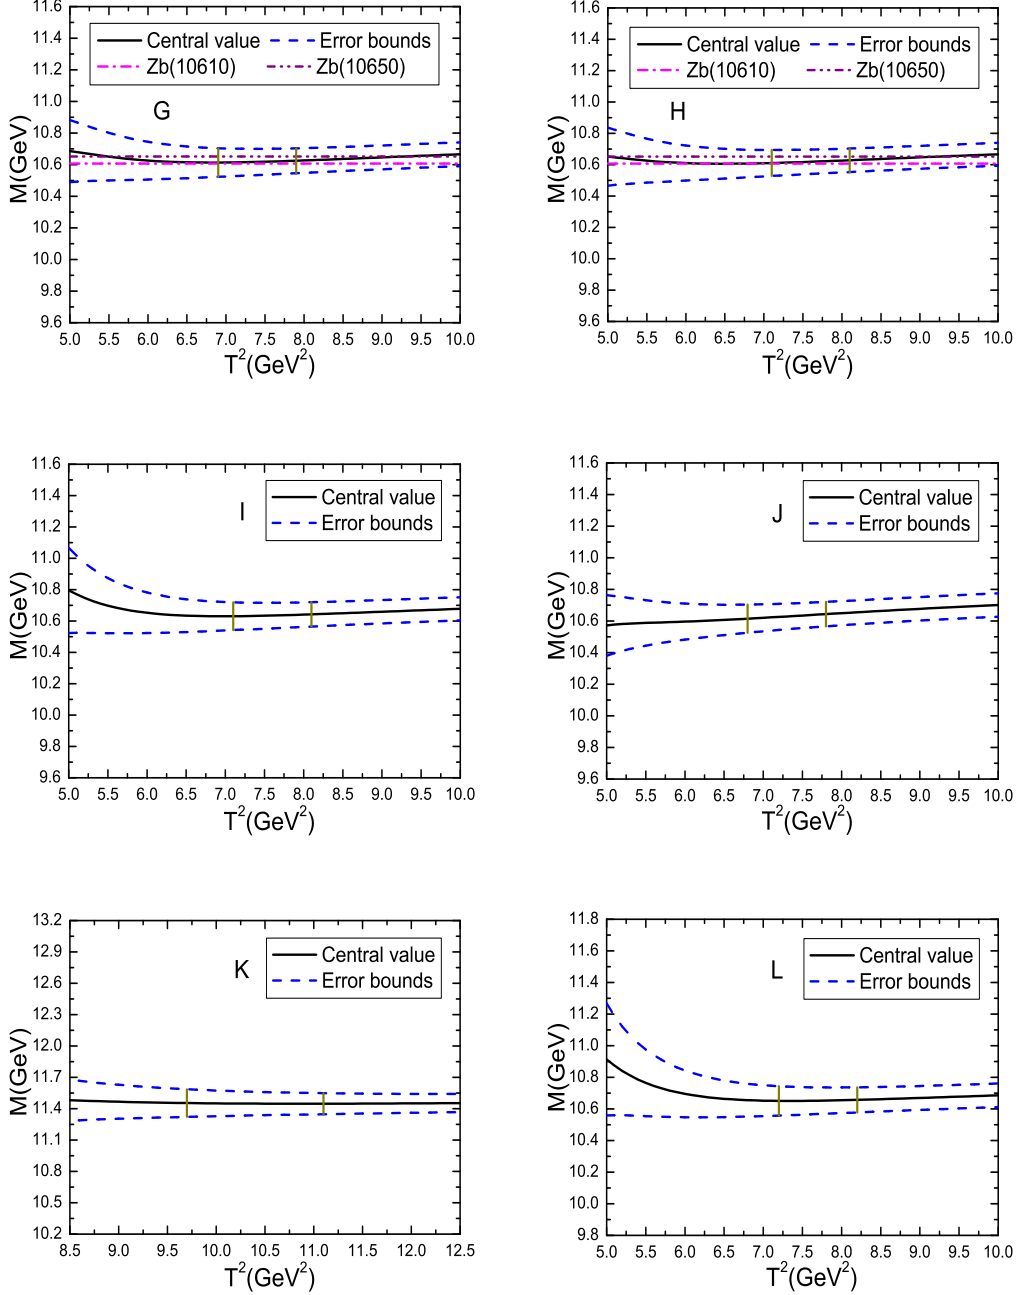 Central value Error bounds
Zb(10610) Zb(10650)
G
M(GeV)
11.6
11.4
11.2
11.0
10.8
10.6
10.4
10.2
10.0
9.8
9.6
5.0 5.5 6.0 6.5 7.0 7.5 8.0 8.5 9.0 9.5 10.0
T²(GeV²)
Central value Error bounds
Zb(10610) Zb(10650)
H
M(GeV)
11.6
11.4
11.2
11.0
10.8
10.6
10.4
10.2
10.0
9.8
9.6
5.0 5.5 6.0 6.5 7.0 7.5 8.0 8.5 9.0 9.5 10.0
T²(GeV²)
Central value
Error bounds
I
M(GeV)
11.6
11.4
11.2
11.0
10.8
10.6
10.4
10.2
10.0
9.8
9.6
5.0 5.5 6.0 6.5 7.0 7.5 8.0 8.5 9.0 9.5 10.0
T²(GeV²)
Central value
Error bounds
J
M(GeV)
11.6
11.4
11.2
11.0
10.8
10.6
10.4
10.2
10.0
9.8
9.6
5.0 5.5 6.0 6.5 7.0 7.5 8.0 8.5 9.0 9.5 10.0
T²(GeV²)
Central value
Error bounds
K
M(GeV)
13.2
12.9
12.6
12.3
12.0
11.7
11.4
11.1
10.8
10.5
10.2
8.5 9.0 9.5 10.0 10.5 11.0 11.5 12.0 12.5
T²(GeV²)
Central value
Error bounds
L
M(GeV)
11.8
11.6
11.4
11.2
11.0
10.8
10.6
10.4
10.2
10.0
9.8
5.0 5.5 6.0 6.5 7.0 7.5 8.0 8.5 9.0 9.5 10.0
T²(GeV²)